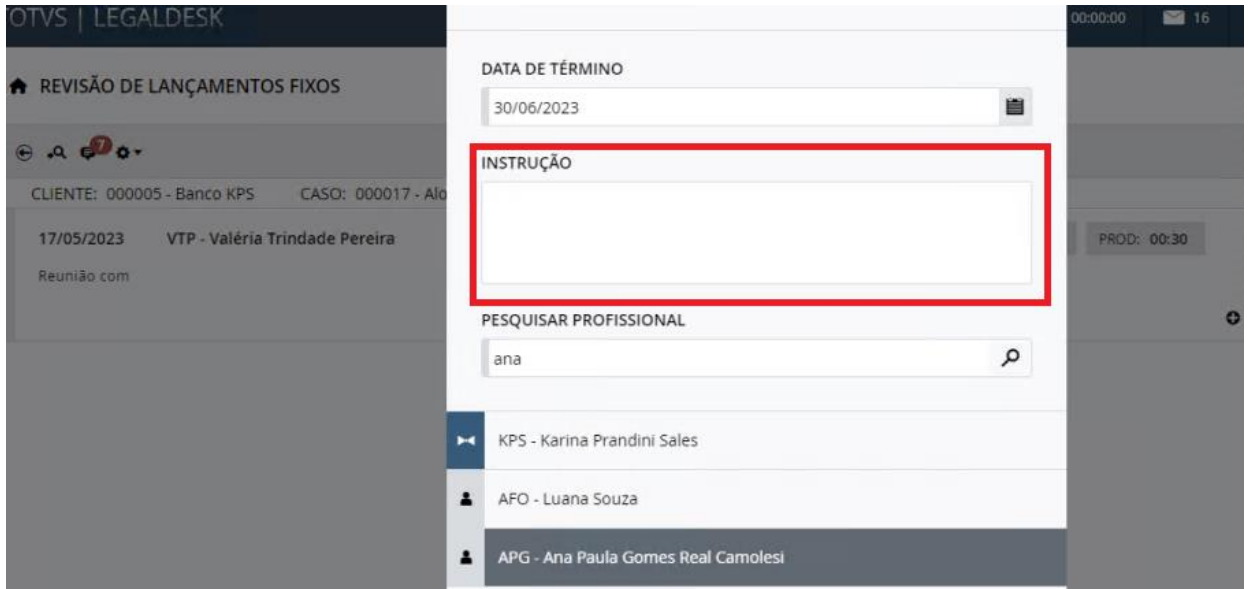 OTVS | LEGALDESK
00:00:00 16
REVISÃO DE LANÇAMENTOS FIXOS
7
CLIENTE: 000005 - Banco KPS CASO: 000017 - Alo
17/05/2023 VTP - Valéria Trindade Pereira
PROD: 00:30
Reunião com
DATA DE TÉRMINO
30/06/2023
INSTRUÇÃO
PESQUISAR PROFISSIONAL
ana
KPS - Karina Prandini Sales
AFO - Luana Souza
APG - Ana Paula Gomes Real Camolesi